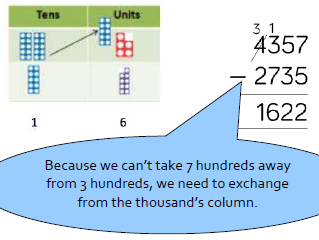 Tens Units
1 6
3 1
4357
– 2735
1622
Because we can't take 7 hundreds away
from 3 hundreds, we need to exchange
from the thousand's column.